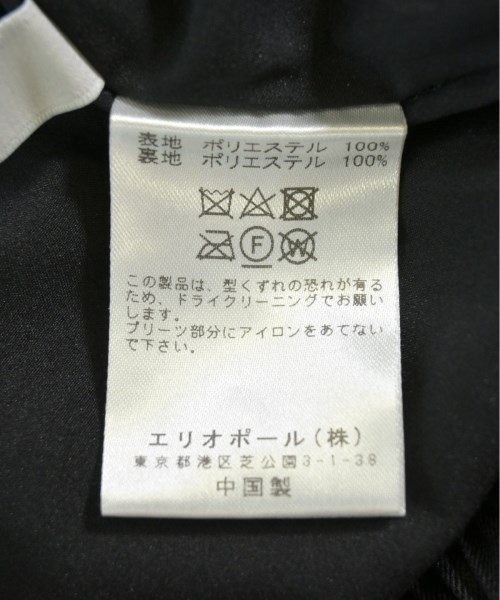 表地 ポリエステル 100%
裏地 ポリエステル 100%
F W
この製品は、型くずれの恐れが有る
ため、ドライクリーニングでお願い
します。
プリーツ部分にアイロンをあてない
で下さい。
エリオポール(株)
東京都港区芝公園3-1-38
中国製